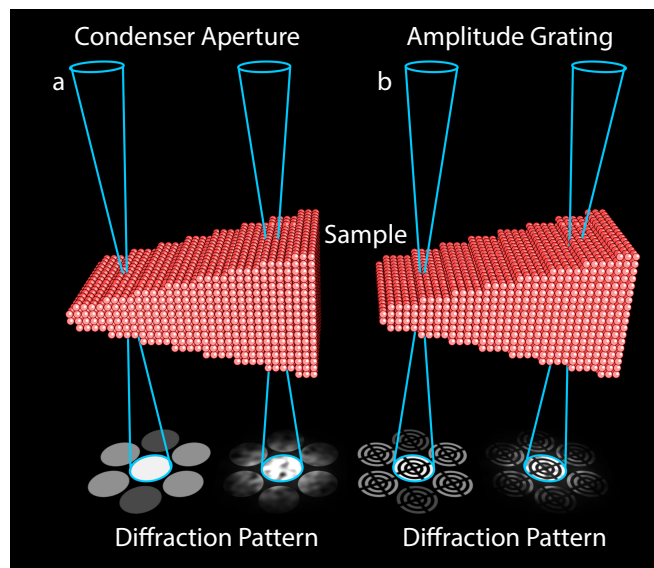 Condenser Aperture
Amplitude Grating
a
b
Sample
Diffraction Pattern
Diffraction Pattern